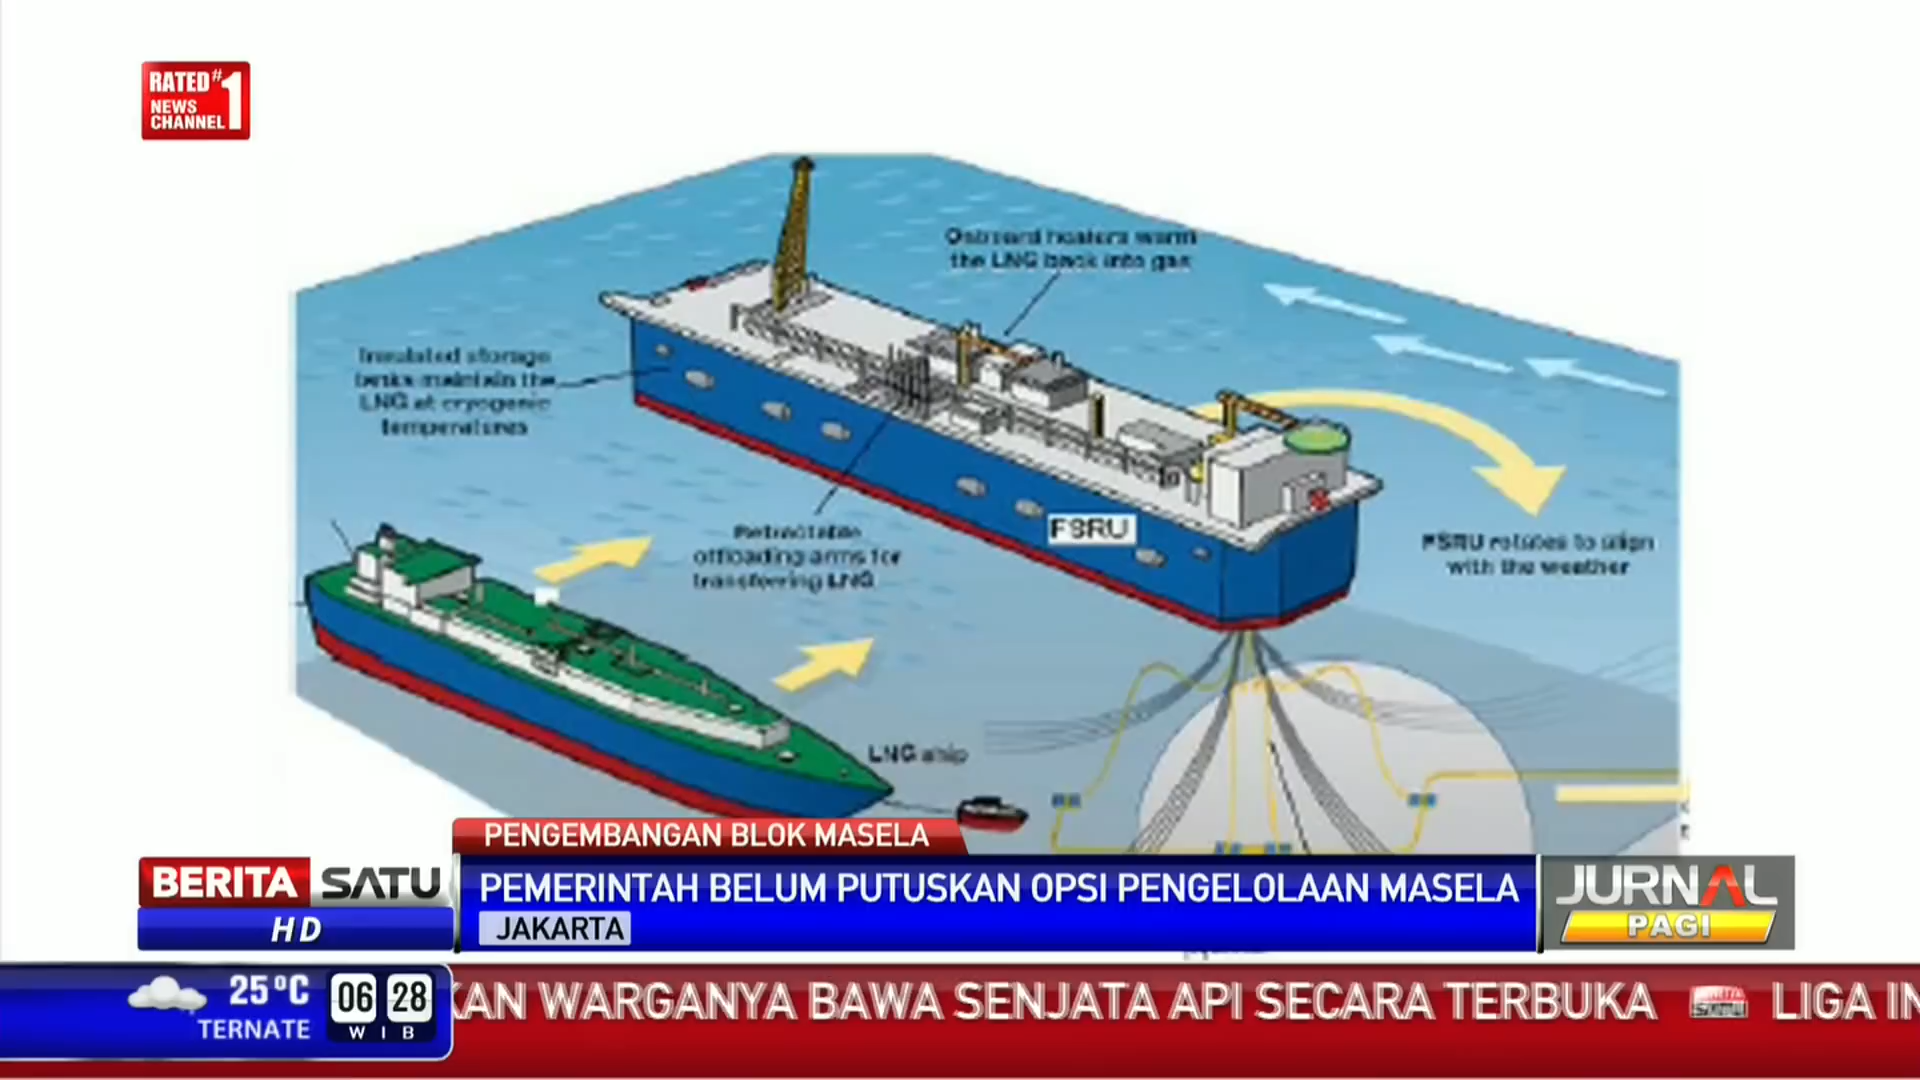 RATED #1
NEWS
CHANNEL
Onboard heaters warm
the LNG back into gas
Insulated storage
tanks maintain the
LNG at cryogenic
temperatures
Retractable
offloading arms for
transferring LNG
FSRU
FSRU rotates to align
with the weather
LNG ship
PENGEMBANGAN BLOK MASELA
BERITA SATU
HD
PEMERINTAH BELUM PUTUSKAN OPSI PENGELOLAAN MASELA
JAKARTA
JURNAL
PAGI
25°C
TERNATE
06 28
WIB
KAN WARGANYA BAWA SENJATA API SECARA TERBUKA
LIGA IN